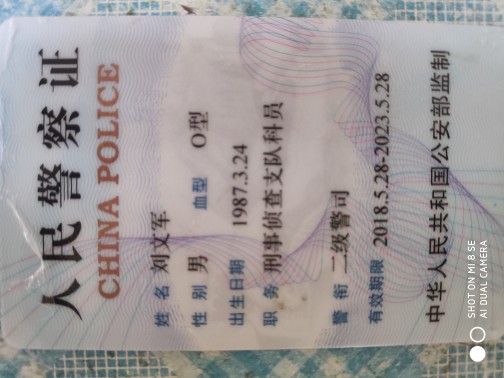 人民警察证
CHINA POLICE
姓 名 刘文军
性 别 男 血型 O型
出生日期 1987.3.24
职 务 刑事侦查支队科员
警 衔 二级警司
有效期限 2018.5.28-2023.5.28
中华人民共和国公安部监制
SHOT ON MI 8 SE
AI DUAL CAMERA